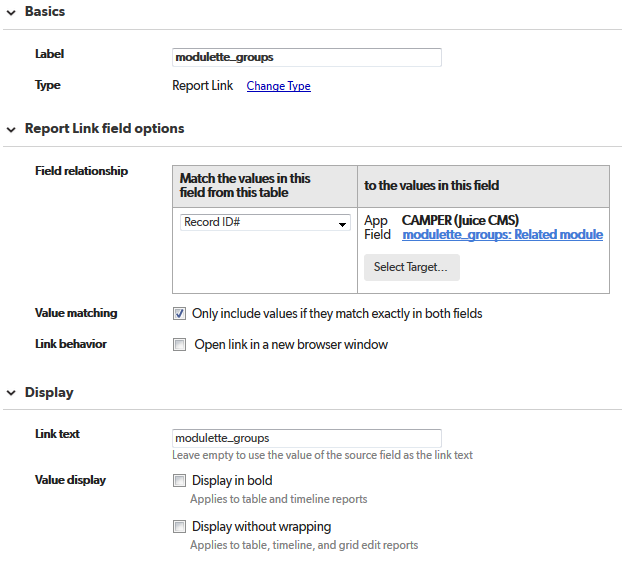 Basics
Label
modulette_groups
Type
Report Link Change Type
Report Link field options
Field relationship
Match the values in this
field from this table
to the values in this field
Record ID#
App CAMPER (Juice CMS)
Field modulette_groups: Related module
Select Target...
Value matching
Only include values if they match exactly in both fields
Link behavior
Open link in a new browser window
Display
Link text
modulette_groups
Leave empty to use the value of the source field as the link text
Value display
Display in bold
Applies to table and timeline reports
Display without wrapping
Applies to table, timeline, and grid edit reports